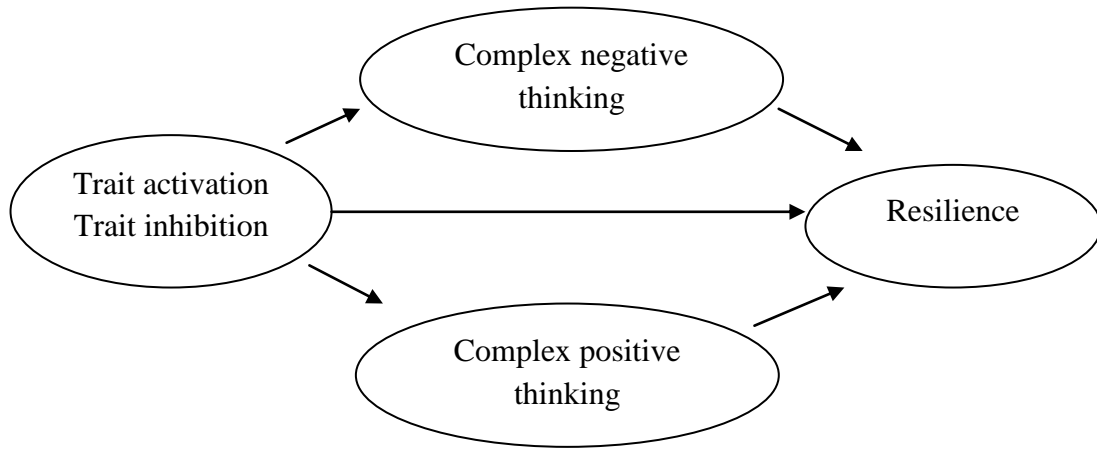 Complex negative
thinking
Trait activation
Trait inhibition
Resilience
Complex positive
thinking